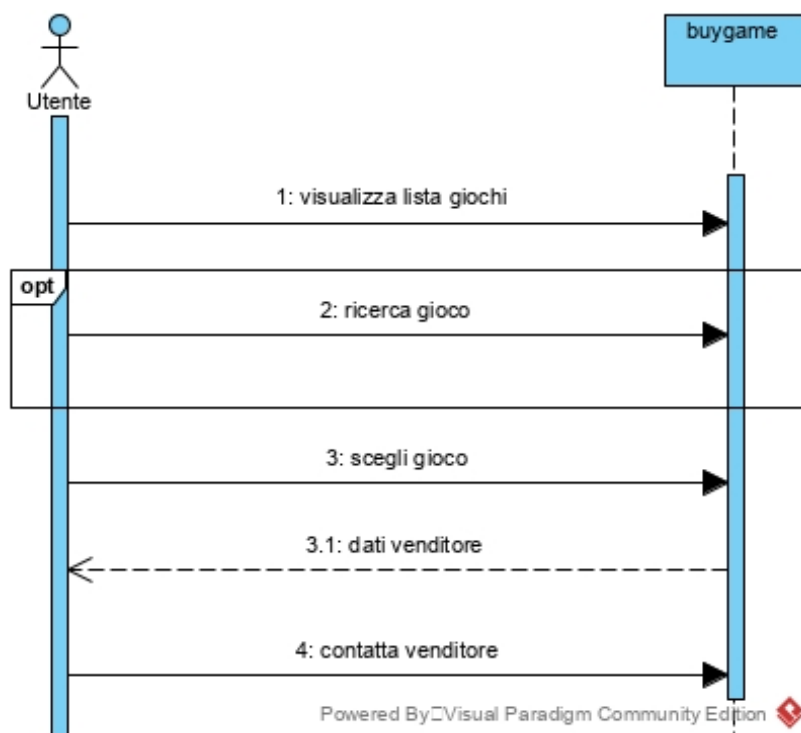 buygame
Utente
1: visualizza lista giochi
opt
2: ricerca gioco
3: scegli gioco
3.1: dati venditore
4: contatta venditore
Powered By□Visual Paradigm Community Edition